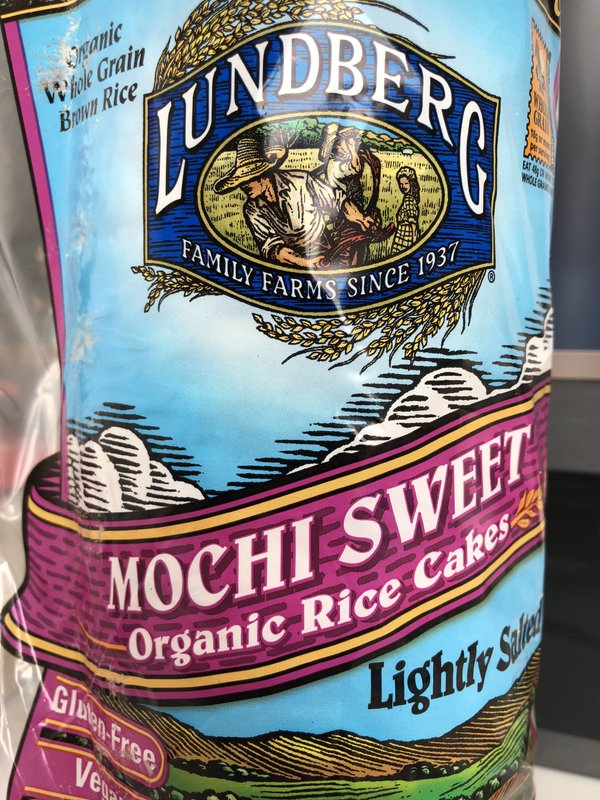 Organic
Whole Grain
Brown Rice
LUNDBERG
FAMILY FARMS SINCE 1937
®
MOCHI SWEET
Organic Rice Cakes
Lightly Salted
Gluten-Free
Vegan